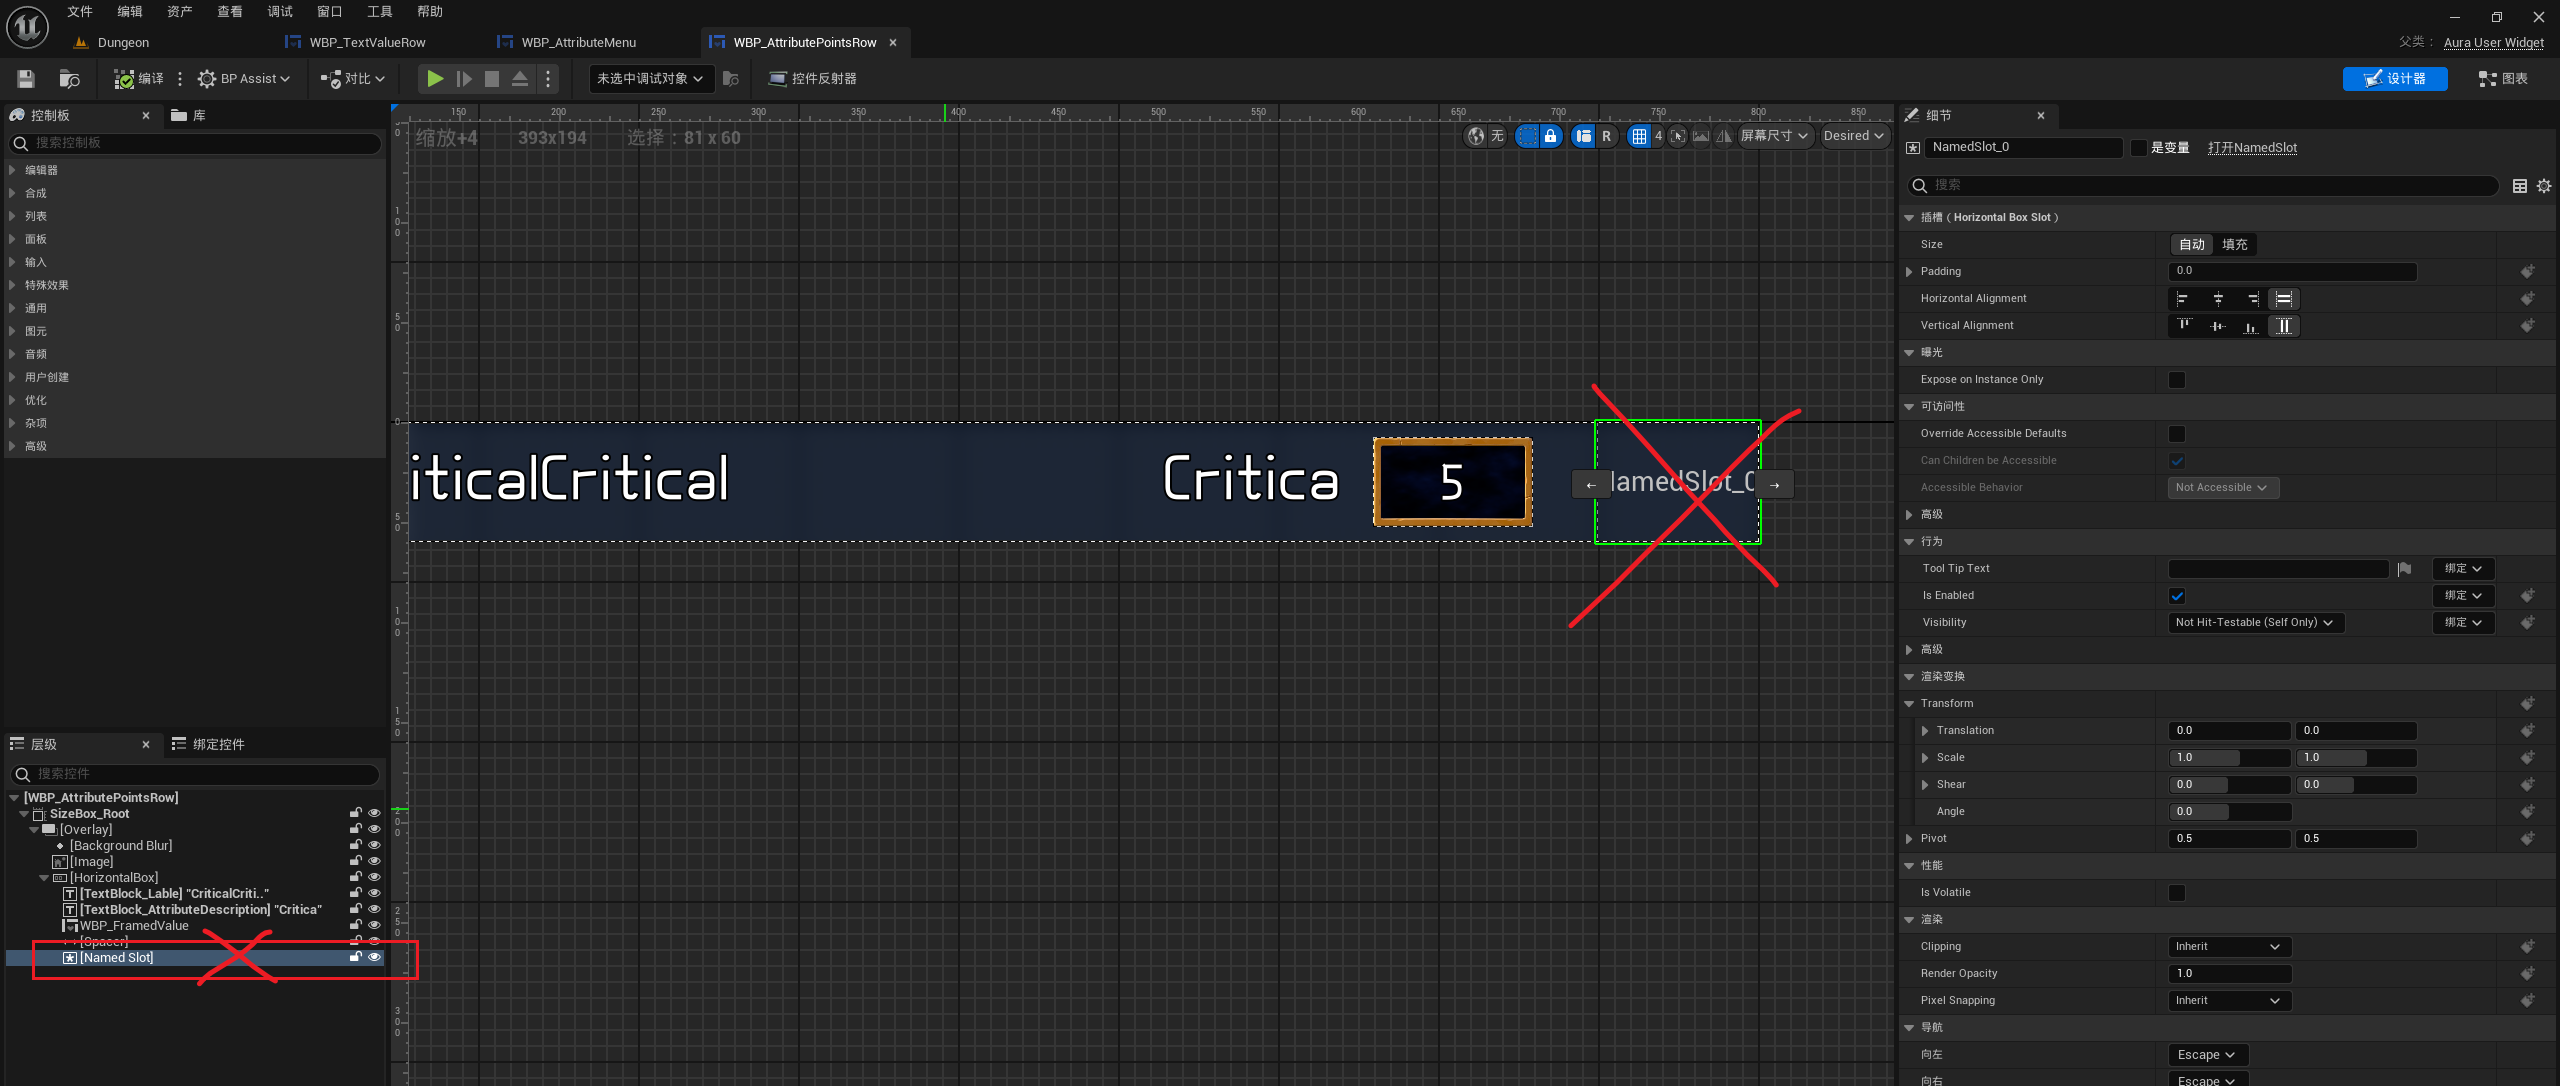 文件 编辑 资产 查看 调试 窗口 工具 帮助
Dungeon WBP_TextValueRow WBP_AttributeMenu WBP_AttributePointsRow
父类： Aura User Widget
编译 BP Assist 对比 未选中调试对象 控件反射器 设计器 图表
控制板 库
搜索控制板
编辑器
合成
列表
面板
输入
特殊效果
通用
图元
音频
用户创建
优化
杂项
高级
层级 绑定控件
搜索控件
[WBP_AttributePointsRow]
SizeBox_Root
[Overlay]
[Background Blur]
[Image]
[HorizontalBox]
[TextBlock_Lable] "CriticalCriti.."
[TextBlock_AttributeDescription] "Critica"
WBP_FramedValue
[Spacer]
[Named Slot]
150 200 250 300 350 400 450 500 550 600 650 700 750 800 850
缩放+4 393x194 选择：81 x 60
无 R 4 屏幕尺寸 Desired
iticalCritical Critica 5 lamedSlot_0
← →
细节
NamedSlot_0 是变量 打开NamedSlot
搜索
插槽 ( Horizontal Box Slot )
Size 自动 填充
Padding 0.0
Horizontal Alignment
Vertical Alignment
曝光
Expose on Instance Only
可访问性
Override Accessible Defaults
Can Children be Accessible
Accessible Behavior Not Accessible
高级
行为
Tool Tip Text 绑定
Is Enabled 绑定
Visibility Not Hit-Testable (Self Only) 绑定
高级
渲染变换
Transform
Translation 0.0 0.0
Scale 1.0 1.0
Shear 0.0 0.0
Angle 0.0
Pivot 0.5 0.5
性能
Is Volatile
渲染
Clipping Inherit
Render Opacity 1.0
Pixel Snapping Inherit
导航
向左 Escape
向右 Escape